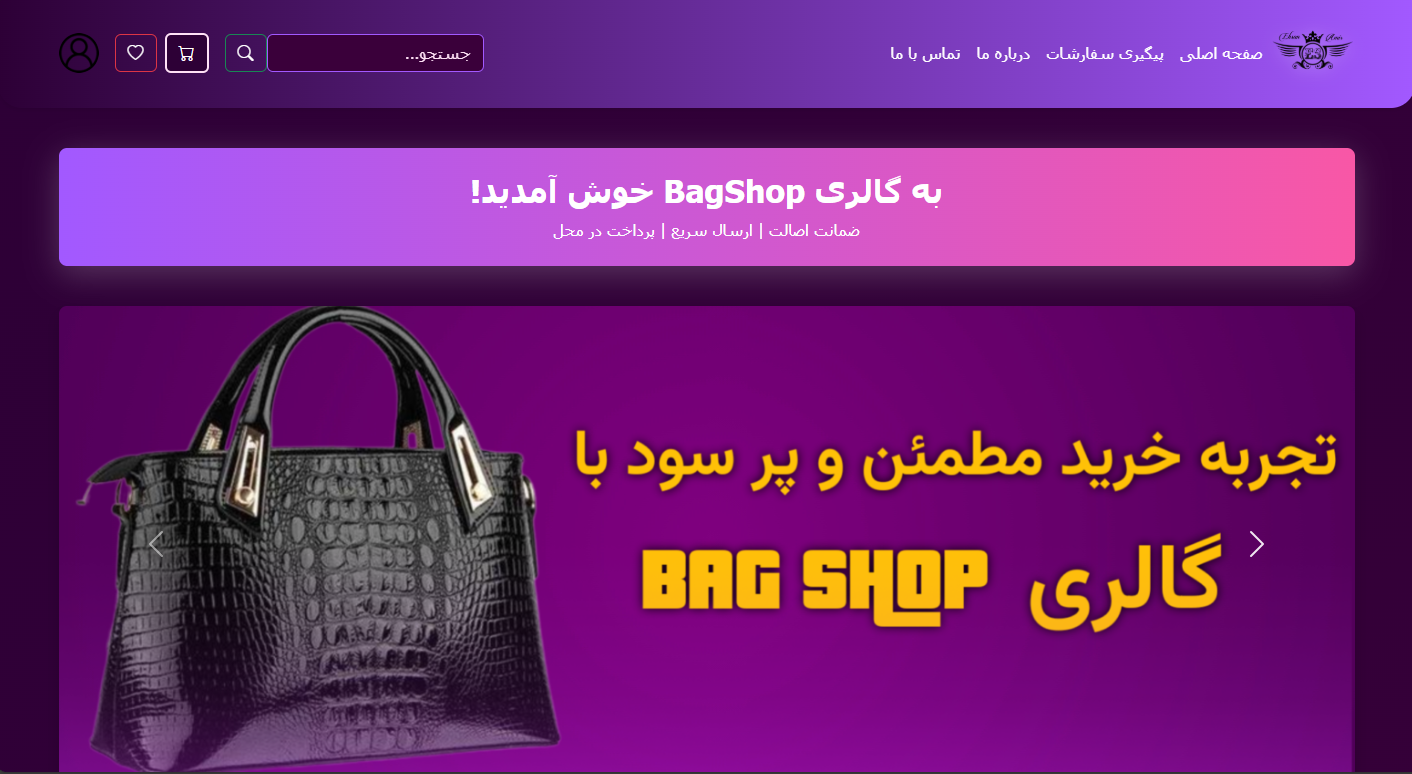 صفحه اصلی
پیگیری سفارشات
درباره ما
تماس با ما
جستجو...
به گالری BagShop خوش آمدید!
ضمانت اصالت | ارسال سریع | پرداخت در محل
تجربه خرید مطمئن و پر سود با
گالری BAG SHOP